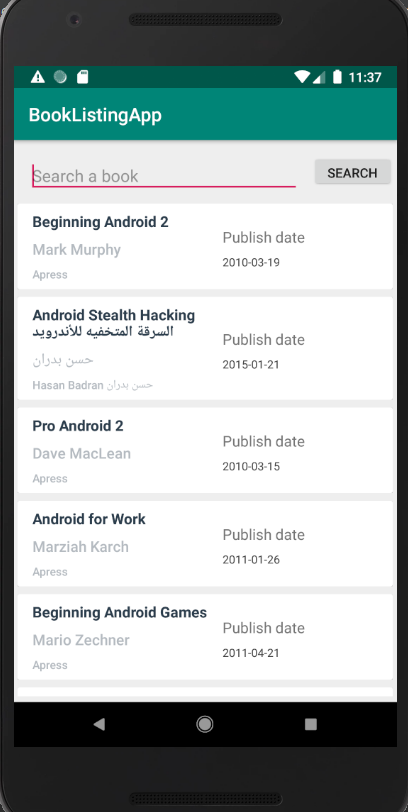 11:37
BookListingApp
Search a book
SEARCH
Beginning Android 2
Mark Murphy
Apress
Publish date
2010-03-19
Android Stealth Hacking
السرقة المتخفيه للأندرويد
حسن بدران
Hasan Badran حسن بدران
Publish date
2015-01-21
Pro Android 2
Dave MacLean
Apress
Publish date
2010-03-15
Android for Work
Marziah Karch
Apress
Publish date
2011-01-26
Beginning Android Games
Mario Zechner
Apress
Publish date
2011-04-21